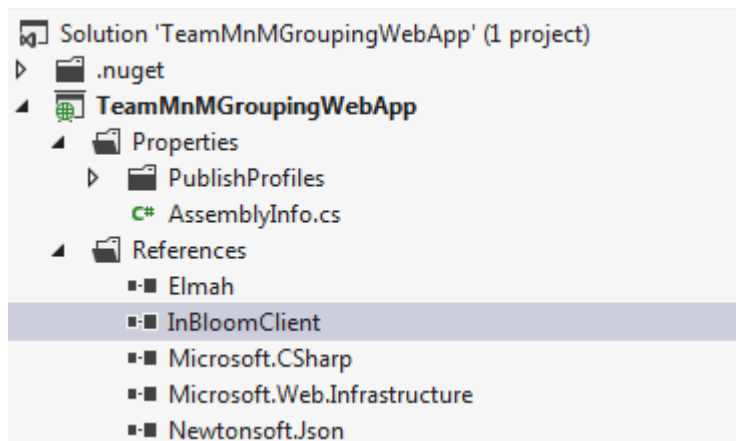 Solution 'TeamMnMGroupingWebApp' (1 project)
.nuget
TeamMnMGroupingWebApp
Properties
PublishProfiles
C# AssemblyInfo.cs
References
Elmah
InBloomClient
Microsoft.CSharp
Microsoft.Web.Infrastructure
Newtonsoft.Json